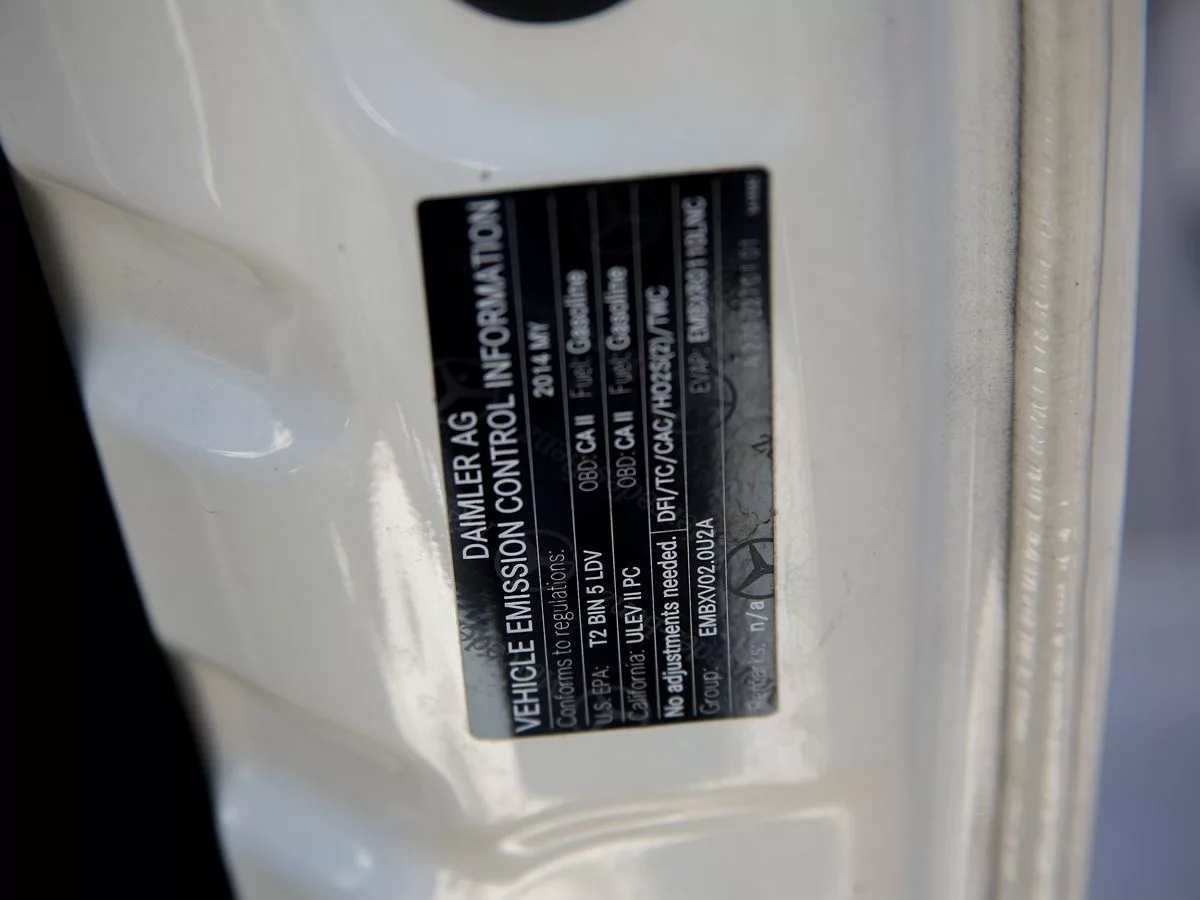 DAIMLER AG
VEHICLE EMISSION CONTROL INFORMATION
Conforms to regulations: 2014 MY
U.S. EPA: T2 BIN 5 LDV OBD: CA II Fuel: Gasoline
California: ULEV II PC OBD: CA II Fuel: Gasoline
No adjustments needed. DFI/TC/CAC/HO2S(2)/TWC
Group: EMBXV02.0U2A EVAP:
Remarks: n/a